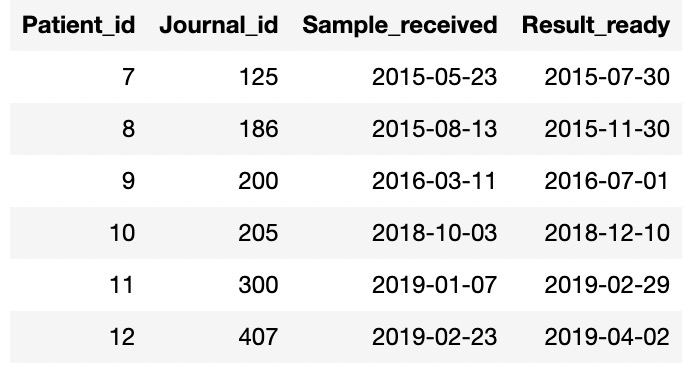 Patient_id Journal_id Sample_received Result_ready
7 125 2015-05-23 2015-07-30
8 186 2015-08-13 2015-11-30
9 200 2016-03-11 2016-07-01
10 205 2018-10-03 2018-12-10
11 300 2019-01-07 2019-02-29
12 407 2019-02-23 2019-04-02